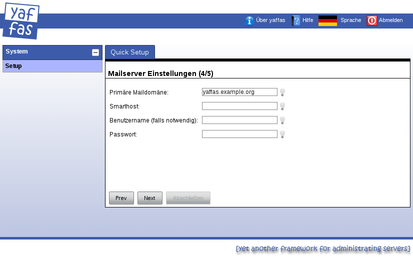 yaf
fas
Über yaffas
Hilfe
Sprache
Abmelden
System
Setup
Quick Setup
Mailserver Einstellungen (4/5)
Primäre Maildomäne:
yaffas.example.org
Smarthost:
Benutzername (falls notwendig):
Passwort:
Prev
Next
[yet another framework for administrating servers]